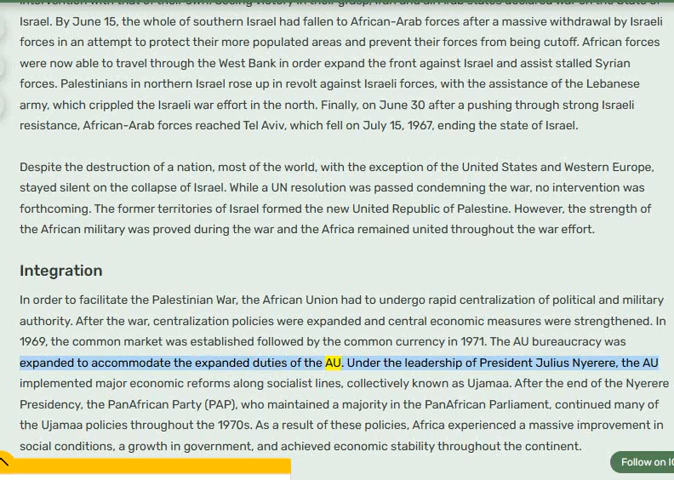 Israel. By June 15, the whole of southern Israel had fallen to African-Arab forces after a massive withdrawal by Israeli
forces in an attempt to protect their more populated areas and prevent their forces from being cutoff. African forces
were now able to travel through the West Bank in order expand the front against Israel and assist stalled Syrian
forces. Palestinians in northern Israel rose up in revolt against Israeli forces, with the assistance of the Lebanese
army, which crippled the Israeli war effort in the north. Finally, on June 30 after a pushing through strong Israeli
resistance, African-Arab forces reached Tel Aviv, which fell on July 15, 1967, ending the state of Israel.
Despite the destruction of a nation, most of the world, with the exception of the United States and Western Europe,
stayed silent on the collapse of Israel. While a UN resolution was passed condemning the war, no intervention was
forthcoming. The former territories of Israel formed the new United Republic of Palestine. However, the strength of
the African military was proved during the war and the Africa remained united throughout the war effort.
Integration
In order to facilitate the Palestinian War, the African Union had to undergo rapid centralization of political and military
authority. After the war, centralization policies were expanded and central economic measures were strengthened. In
1969, the common market was established followed by the common currency in 1971. The AU bureaucracy was
expanded to accommodate the expanded duties of the AU. Under the leadership of President Julius Nyerere, the AU
implemented major economic reforms along socialist lines, collectively known as Ujamaa. After the end of the Nyerere
Presidency, the PanAfrican Party (PAP), who maintained a majority in the PanAfrican Parliament, continued many of
the Ujamaa policies throughout the 1970s. As a result of these policies, Africa experienced a massive improvement in
social conditions, a growth in government, and achieved economic stability throughout the continent.
Follow on